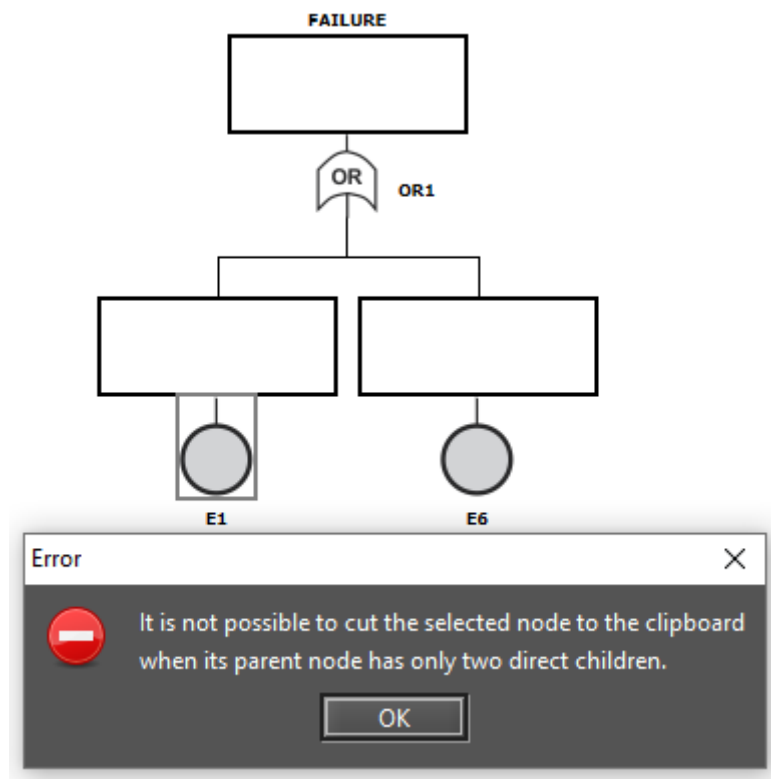 FAILURE
OR
OR1
E1
E6
Error
It is not possible to cut the selected node to the clipboard
when its parent node has only two direct children.
OK